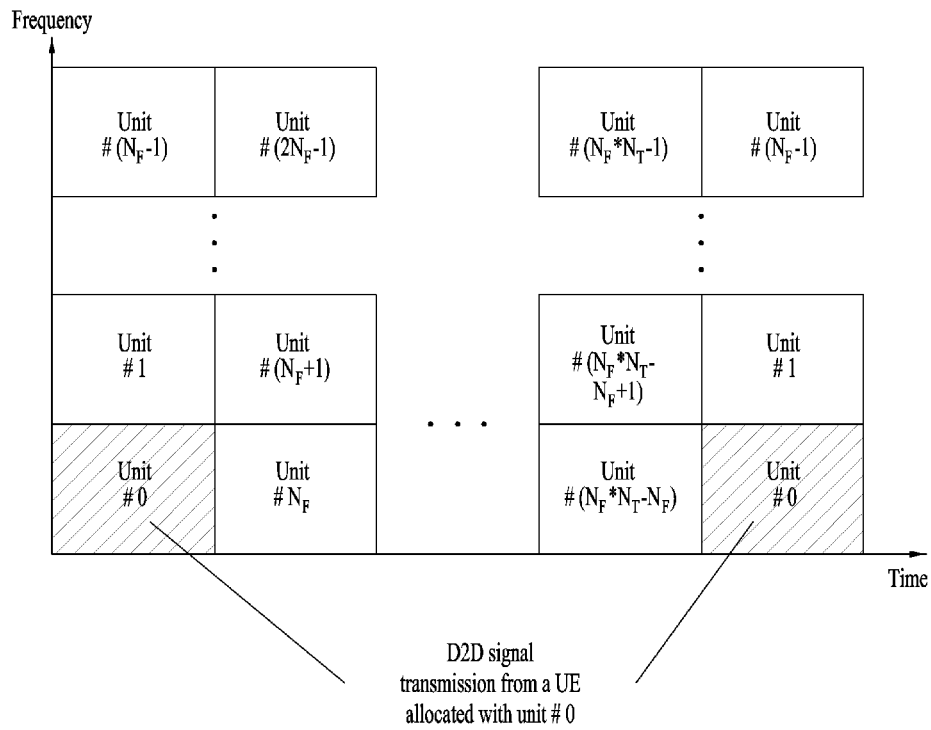 Frequency
Unit
# (N_F-1)
Unit
# (2N_F-1)
Unit
# (N_F*N_T-1)
Unit
# (N_F-1)
Unit
# 1
Unit
# (N_F+1)
Unit
# (N_F*N_T-
N_F+1)
Unit
# 1
Unit
# 0
Unit
# N_F
Unit
# (N_F*N_T-N_F)
Unit
# 0
Time
D2D signal
transmission from a UE
allocated with unit # 0